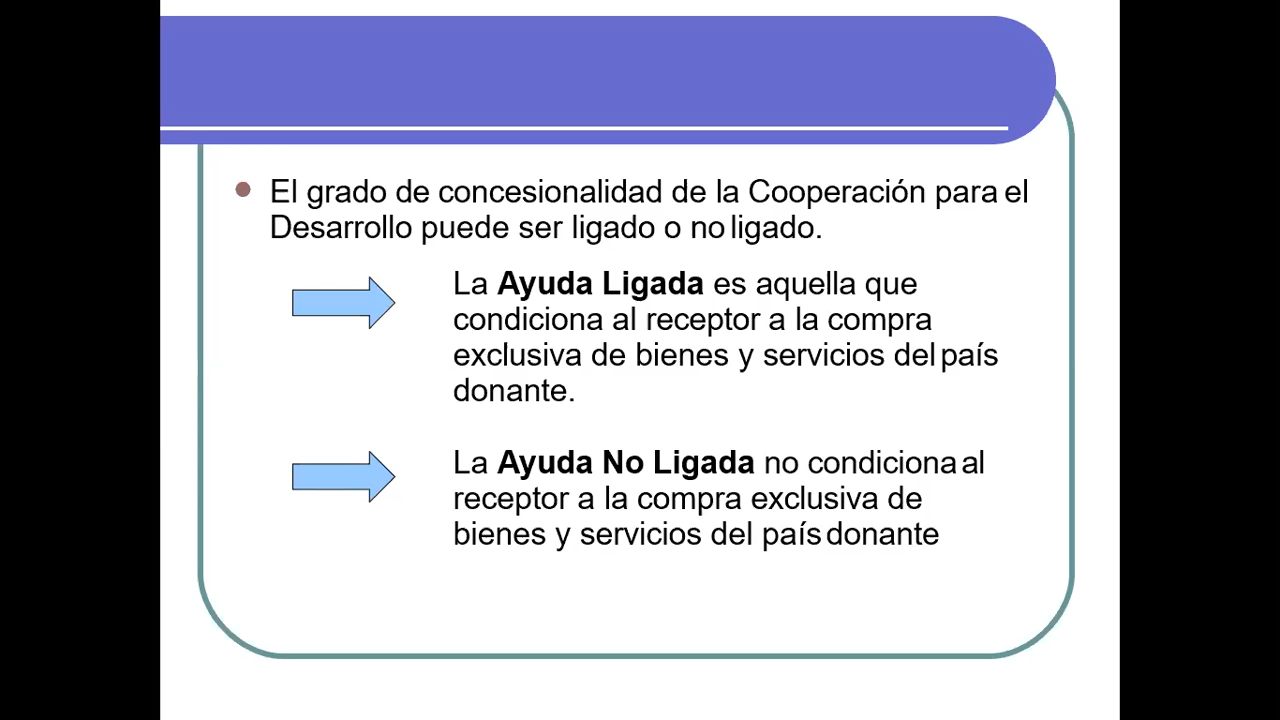 El grado de concesionalidad de la Cooperación para el
Desarrollo puede ser ligado o no ligado.
La Ayuda Ligada es aquella que
condiciona al receptor a la compra
exclusiva de bienes y servicios del país
donante.
La Ayuda No Ligada no condiciona al
receptor a la compra exclusiva de
bienes y servicios del país donante